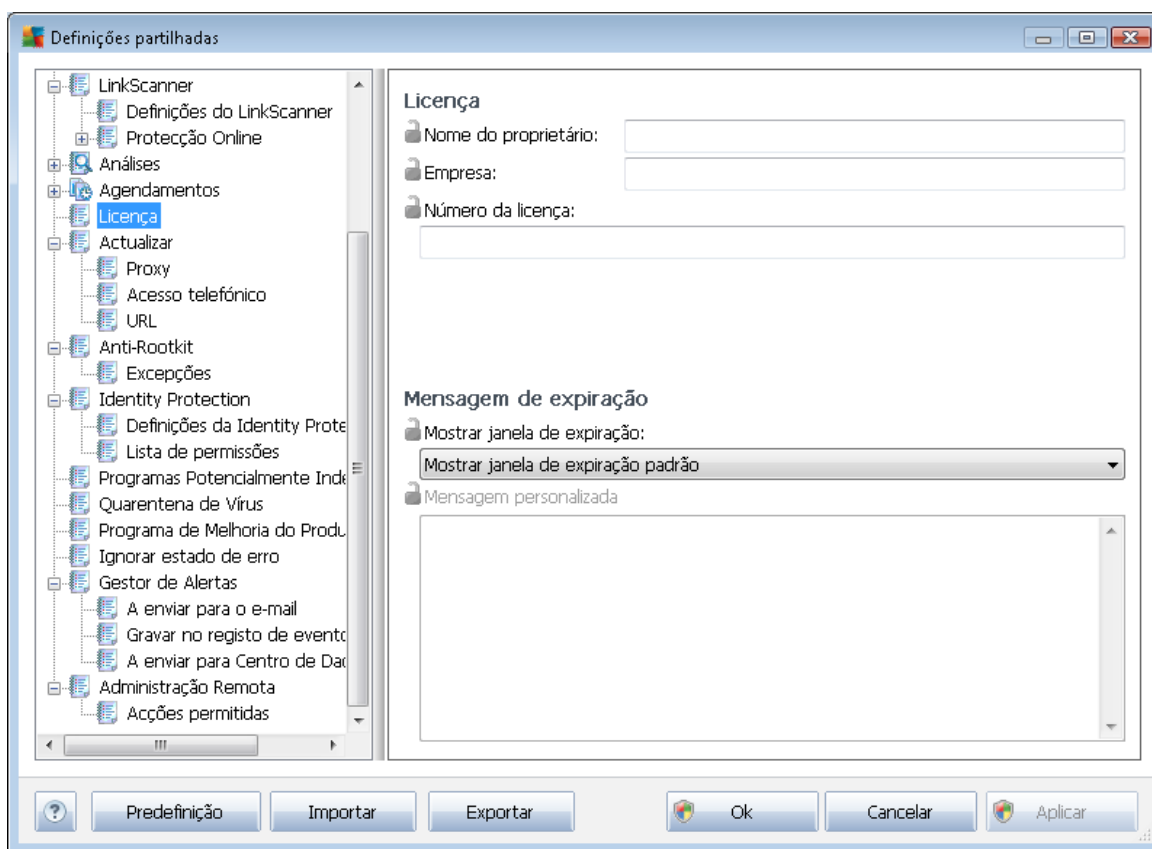 Definições partilhadas
LinkScanner
Definições do LinkScanner
Protecção Online
Análises
Agendamentos
Licença
Actualizar
Proxy
Acesso telefónico
URL
Anti-Rootkit
Excepções
Identity Protection
Definições da Identity Prote
Lista de permissões
Programas Potencialmente Inde
Quarentena de Vírus
Programa de Melhoria do Produ
Ignorar estado de erro
Gestor de Alertas
A enviar para o e-mail
Gravar no registo de evento
A enviar para Centro de Dad
Administração Remota
Acções permitidas
Licença
Nome do proprietário:
Empresa:
Número da licença:
Mensagem de expiração
Mostrar janela de expiração:
Mostrar janela de expiração padrão
Mensagem personalizada
? Predefinição Importar Exportar Ok Cancelar Aplicar